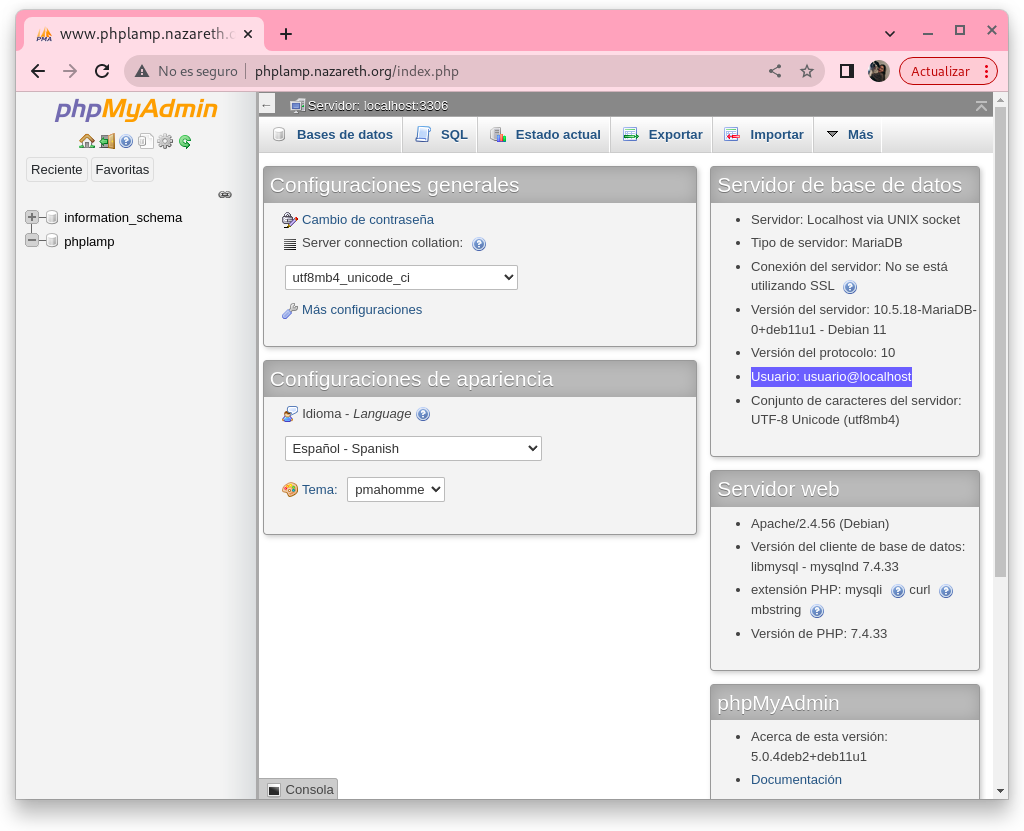 www.phplamp.nazareth.o
No es seguro
phplamp.nazareth.org/index.php
Actualizar
phpMyAdmin
Reciente
Favoritas
information_schema
phplamp
Servidor: localhost:3306
Bases de datos
SQL
Estado actual
Exportar
Importar
Más
Configuraciones generales
Cambio de contraseña
Server connection collation:
utf8mb4_unicode_ci
Más configuraciones
Configuraciones de apariencia
Idioma - Language
Español - Spanish
Tema:
pmahomme
Servidor de base de datos
Servidor: Localhost via UNIX socket
Tipo de servidor: MariaDB
Conexión del servidor: No se está
utilizando SSL
Versión del servidor: 10.5.18-MariaDB-
0+deb11u1 - Debian 11
Versión del protocolo: 10
Usuario: usuario@localhost
Conjunto de caracteres del servidor:
UTF-8 Unicode (utf8mb4)
Servidor web
Apache/2.4.56 (Debian)
Versión del cliente de base de datos:
libmysql - mysqlnd 7.4.33
extensión PHP: mysqli curl
mbstring
Versión de PHP: 7.4.33
phpMyAdmin
Acerca de esta versión:
5.0.4deb2+deb11u1
Documentación
Consola